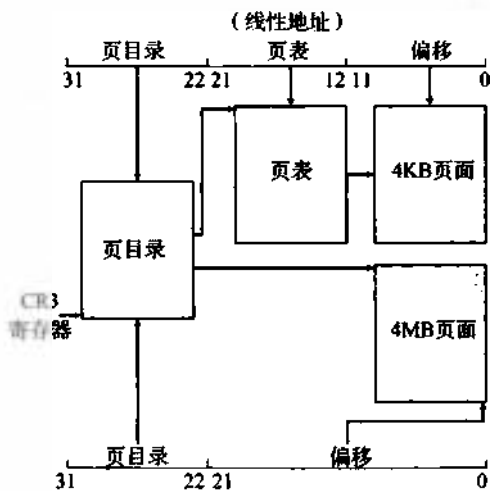 （线性地址）
页目录 页表 偏移
31 22 21 12 11 0
页表 4KB页面
页目录
CR3
寄存器
4MB页面
页目录 偏移
31 22 21 0